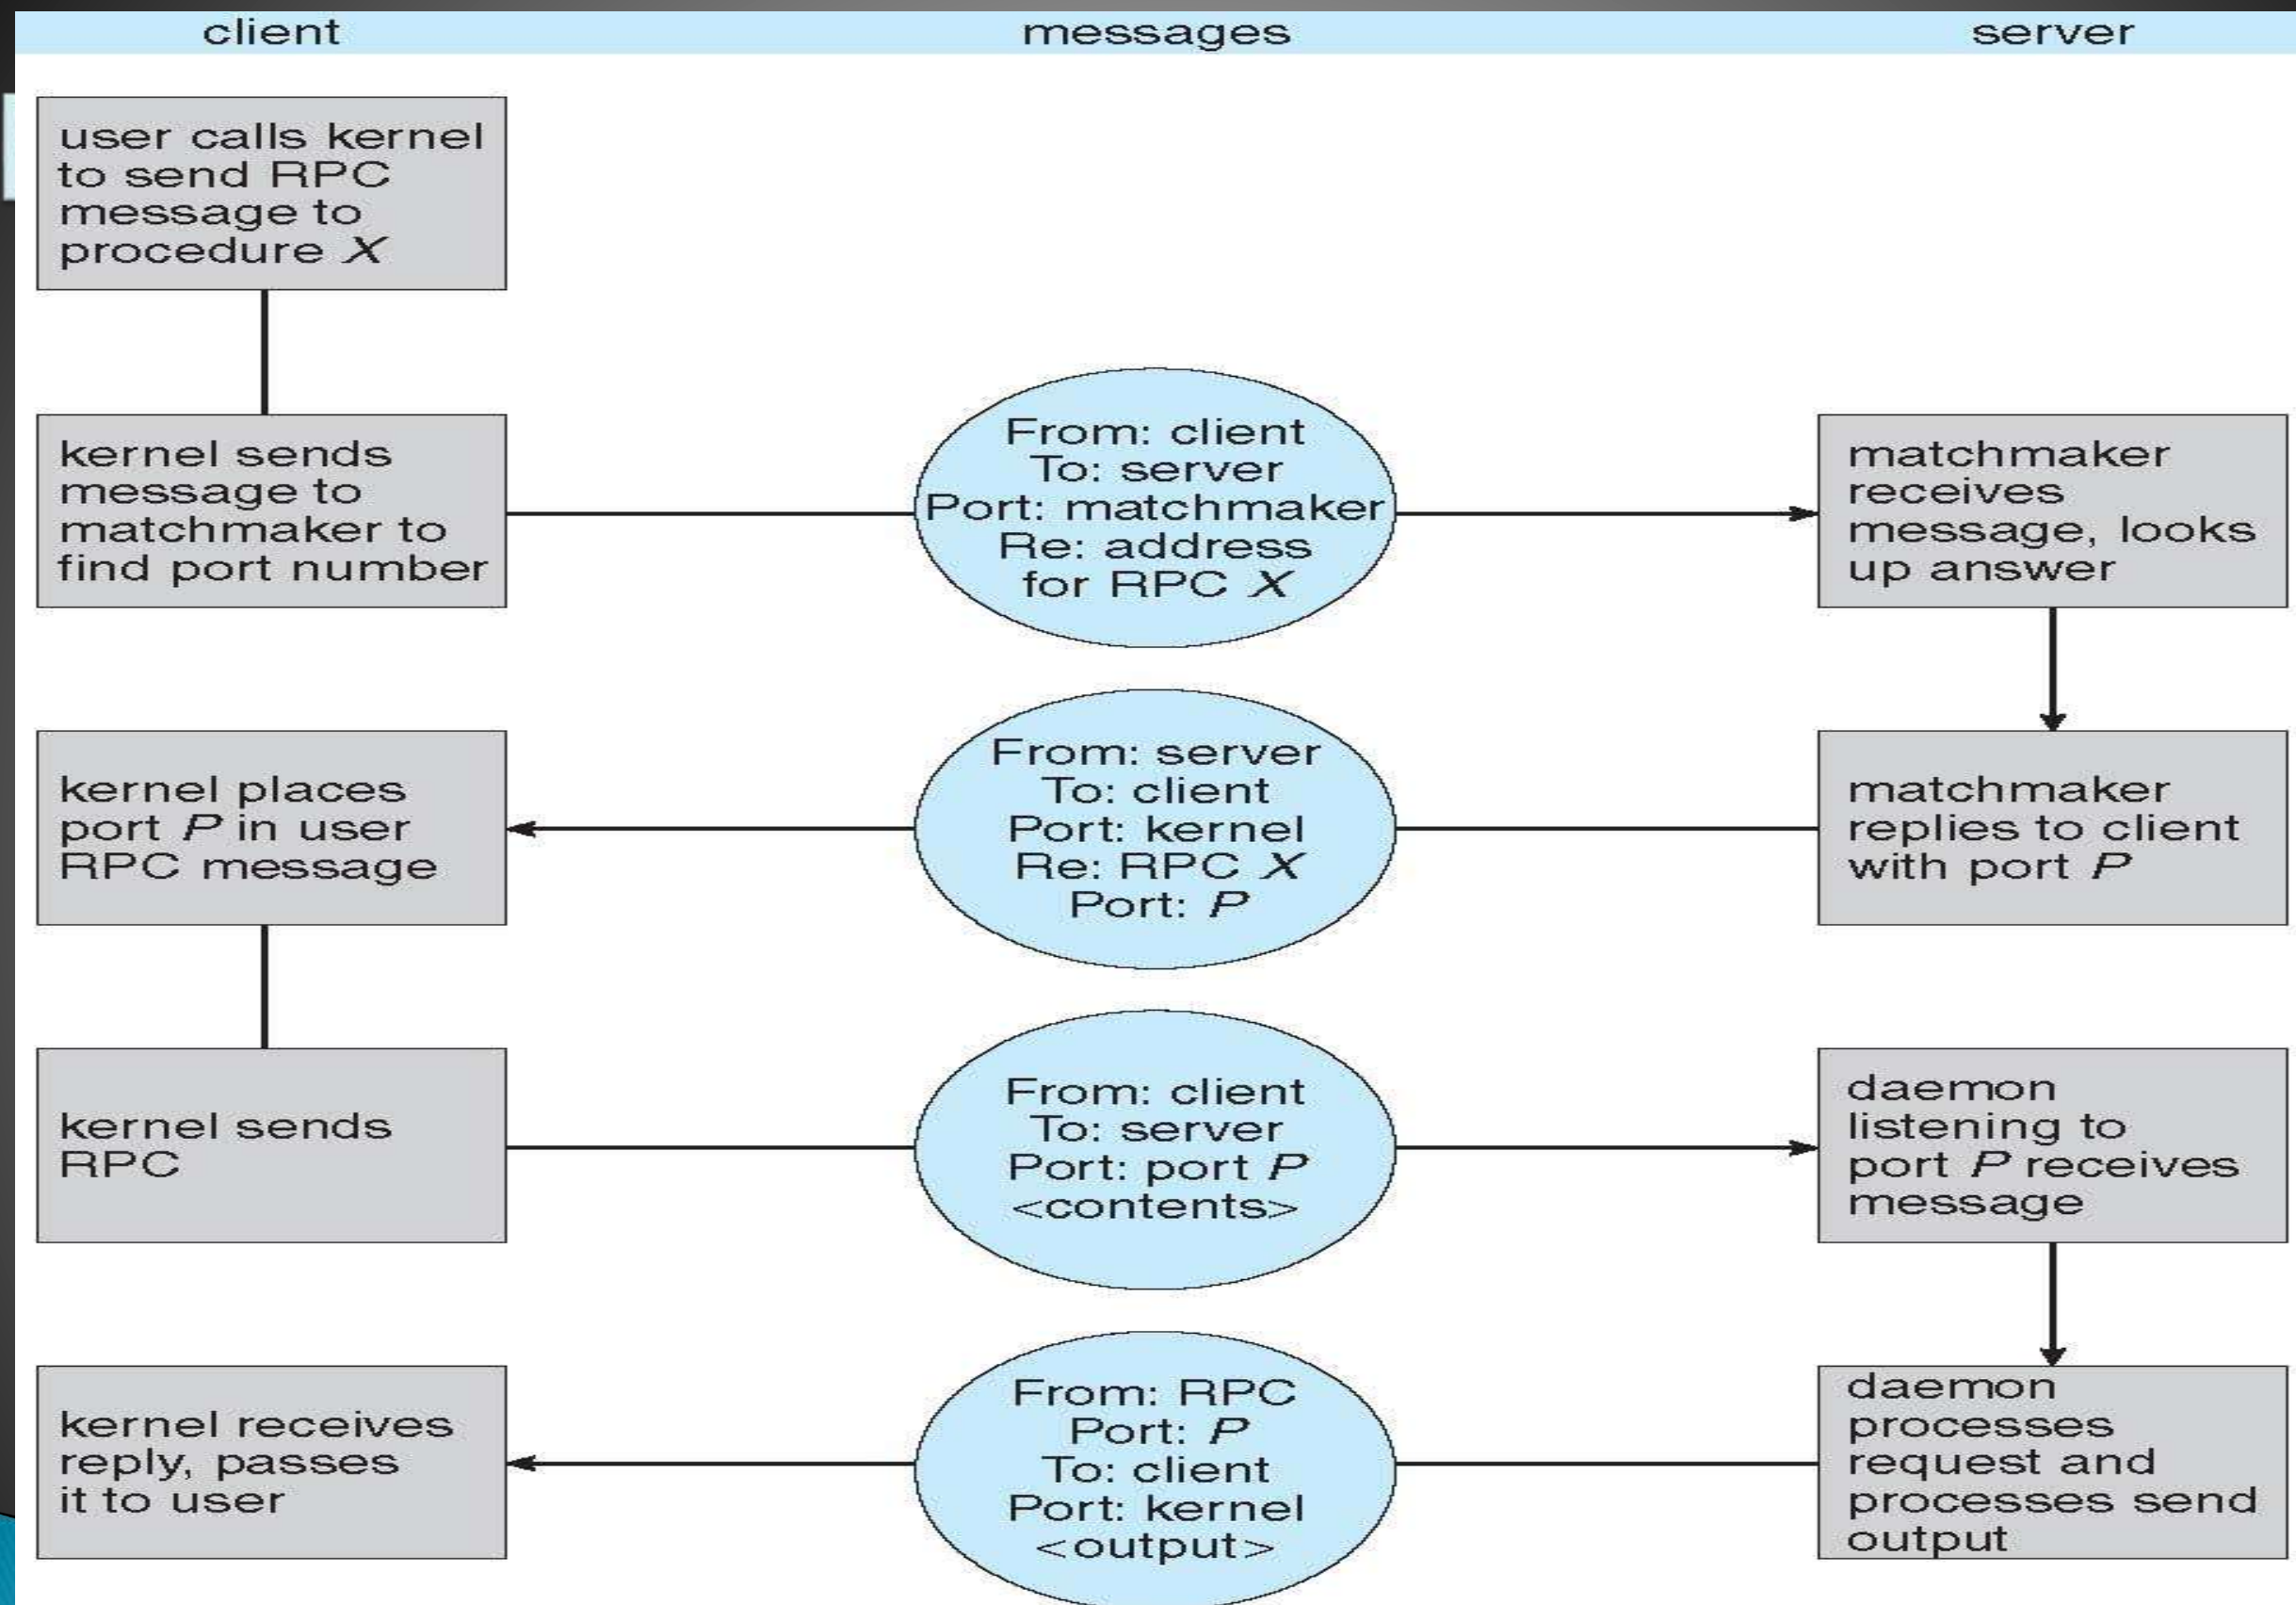 client
messages
server
user calls kernel
to send RPC
message to
procedure X
kernel sends
message to
matchmaker to
find port number
From: client
To: server
Port: matchmaker
Re: address
for RPC X
matchmaker
receives
message, looks
up answer
kernel places
port P in user
RPC message
From: server
To: client
Port: kernel
Re: RPC X
Port: P
matchmaker
replies to client
with port P
kernel sends
RPC
From: client
To: server
Port: port P
<contents>
daemon
listening to
port P receives
message
kernel receives
reply, passes
it to user
From: RPC
Port: P
To: client
Port: kernel
<output>
daemon
processes
request and
processes send
output